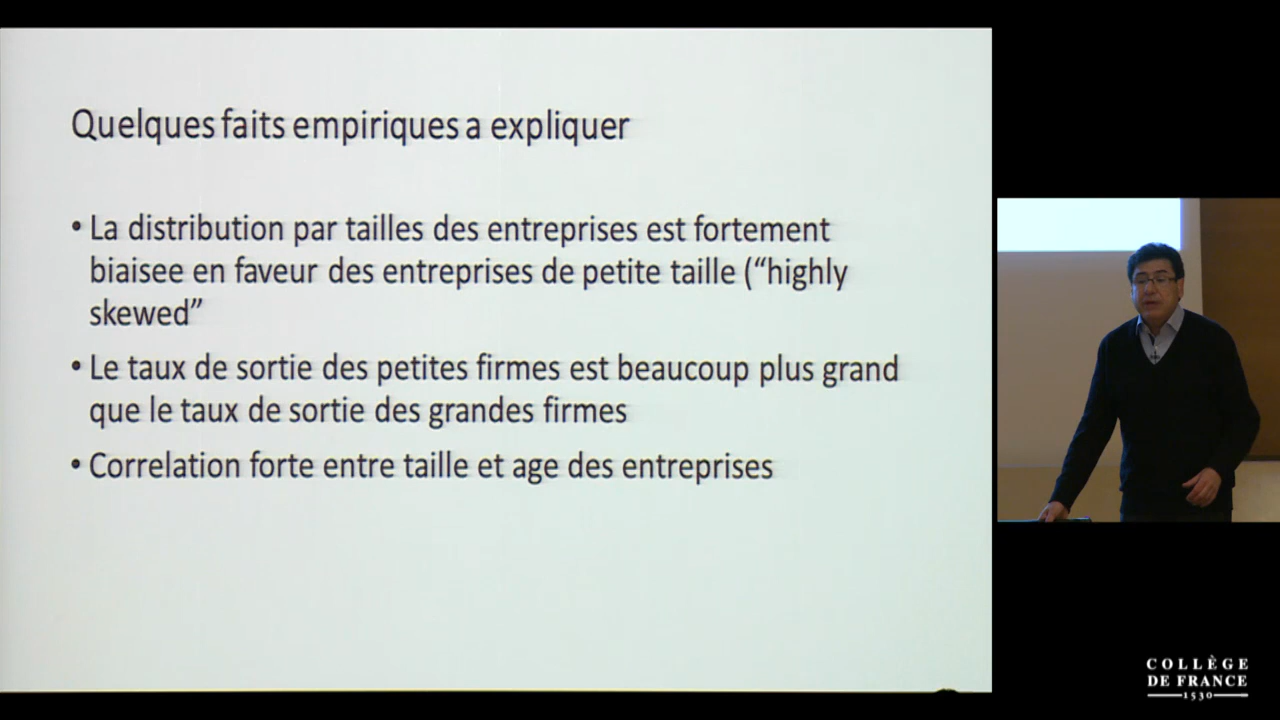 Quelques faits empiriques a expliquer
• La distribution par tailles des entreprises est fortement
biaisee en faveur des entreprises de petite taille (“highly
skewed”
• Le taux de sortie des petites firmes est beaucoup plus grand
que le taux de sortie des grandes firmes
• Correlation forte entre taille et age des entreprises
COLLÈGE
DE FRANCE
1530